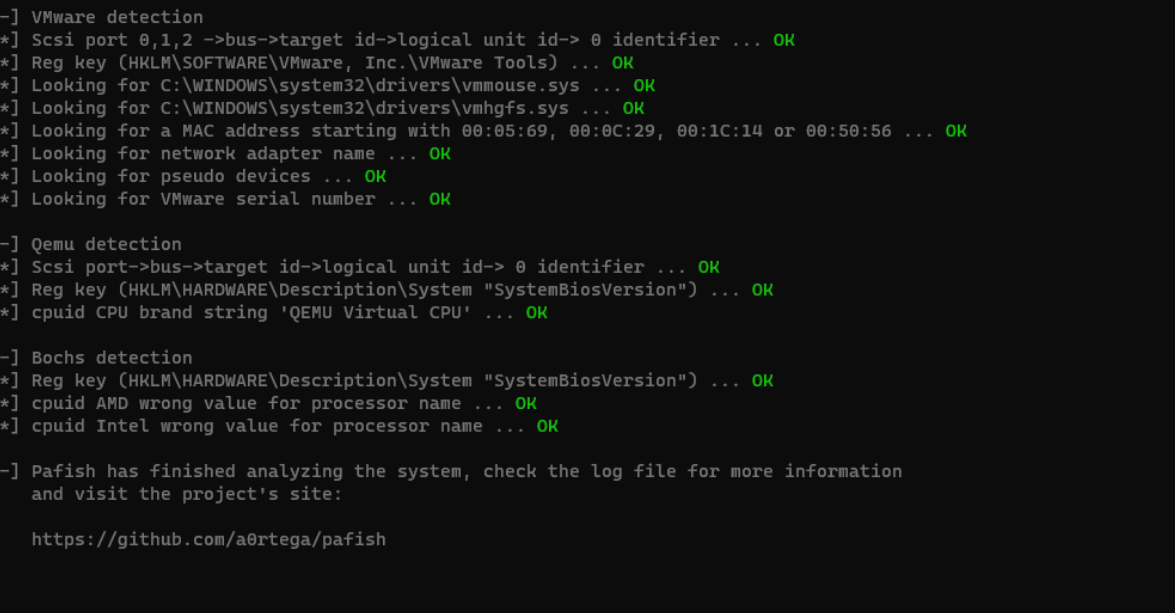 -] VMware detection
*] Scsi port 0,1,2 ->bus->target id->logical unit id-> 0 identifier ... OK
*] Reg key (HKLM\SOFTWARE\VMware, Inc.\VMware Tools) ... OK
*] Looking for C:\WINDOWS\system32\drivers\vmmouse.sys ... OK
*] Looking for C:\WINDOWS\system32\drivers\vmhgfs.sys ... OK
*] Looking for a MAC address starting with 00:05:69, 00:0C:29, 00:1C:14 or 00:50:56 ... OK
*] Looking for network adapter name ... OK
*] Looking for pseudo devices ... OK
*] Looking for VMware serial number ... OK
-] Qemu detection
*] Scsi port->bus->target id->logical unit id-> 0 identifier ... OK
*] Reg key (HKLM\HARDWARE\Description\System "SystemBiosVersion") ... OK
*] cpuid CPU brand string 'QEMU Virtual CPU' ... OK
-] Bochs detection
*] Reg key (HKLM\HARDWARE\Description\System "SystemBiosVersion") ... OK
*] cpuid AMD wrong value for processor name ... OK
*] cpuid Intel wrong value for processor name ... OK
-] Pafish has finished analyzing the system, check the log file for more information
and visit the project's site:
https://github.com/a0rtega/pafish